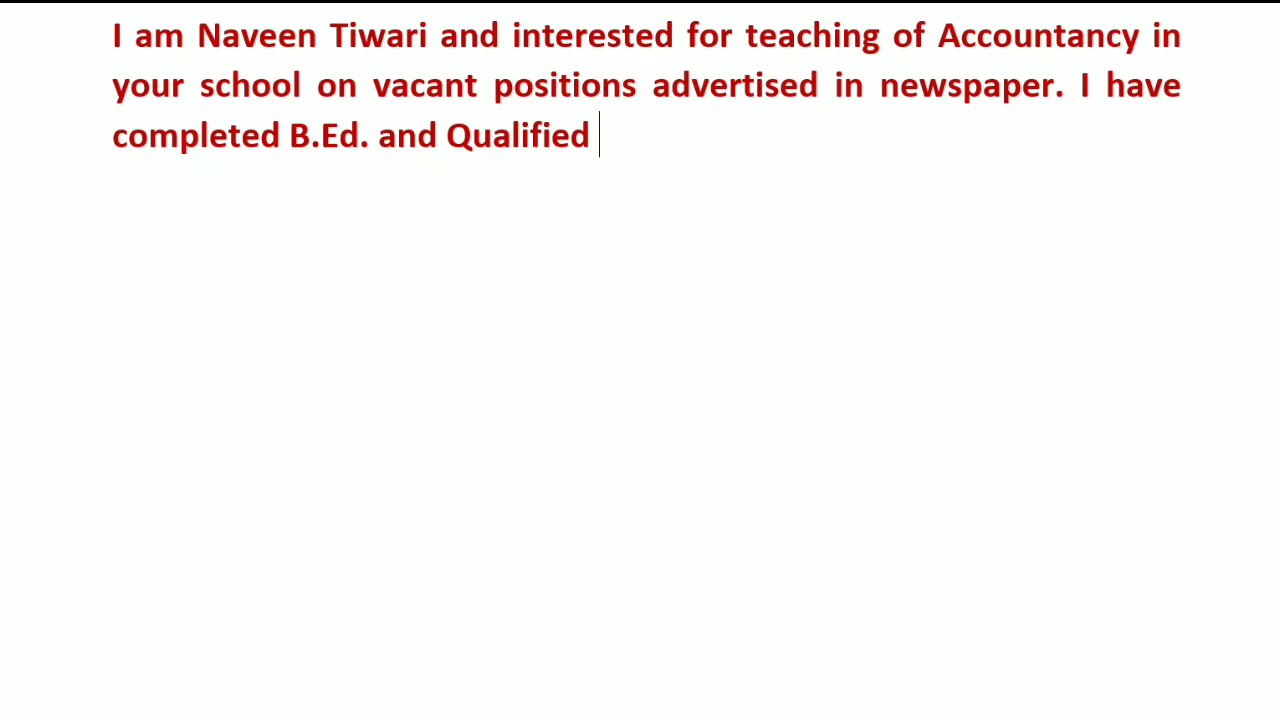 I am Naveen Tiwari and interested for teaching of Accountancy in
your school on vacant positions advertised in newspaper. I have
completed B.Ed. and Qualified